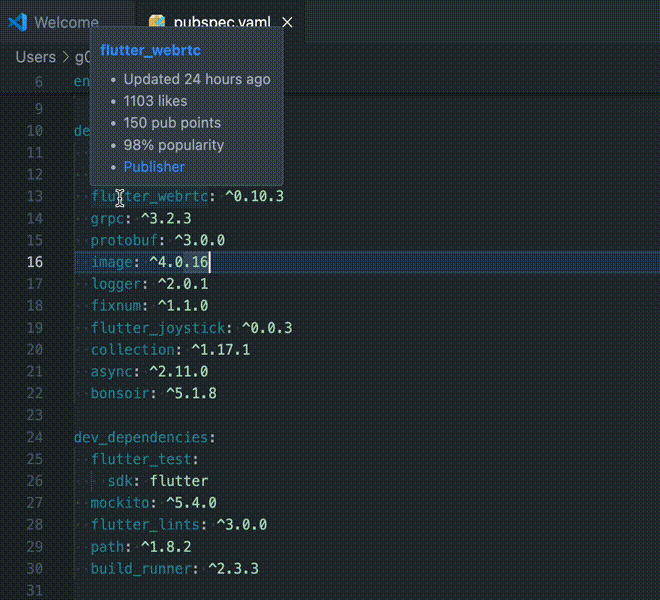 Welcome
pubspec.yaml
Users > g
flutter_webrtc
• Updated 24 hours ago
• 1103 likes
• 150 pub points
• 98% popularity
• Publisher
6 en
9
10 de
11
12
13 flutter_webrtc: ^0.10.3
14 grpc: ^3.2.3
15 protobuf: ^3.0.0
16 image: ^4.0.16
17 logger: ^2.0.1
18 fixnum: ^1.1.0
19 flutter_joystick: ^0.0.3
20 collection: ^1.17.1
21 async: ^2.11.0
22 bonsoir: ^5.1.8
23
24 dev_dependencies:
25 flutter_test:
26 sdk: flutter
27 mockito: ^5.4.0
28 flutter_lints: ^3.0.0
29 path: ^1.8.2
30 build_runner: ^2.3.3
31